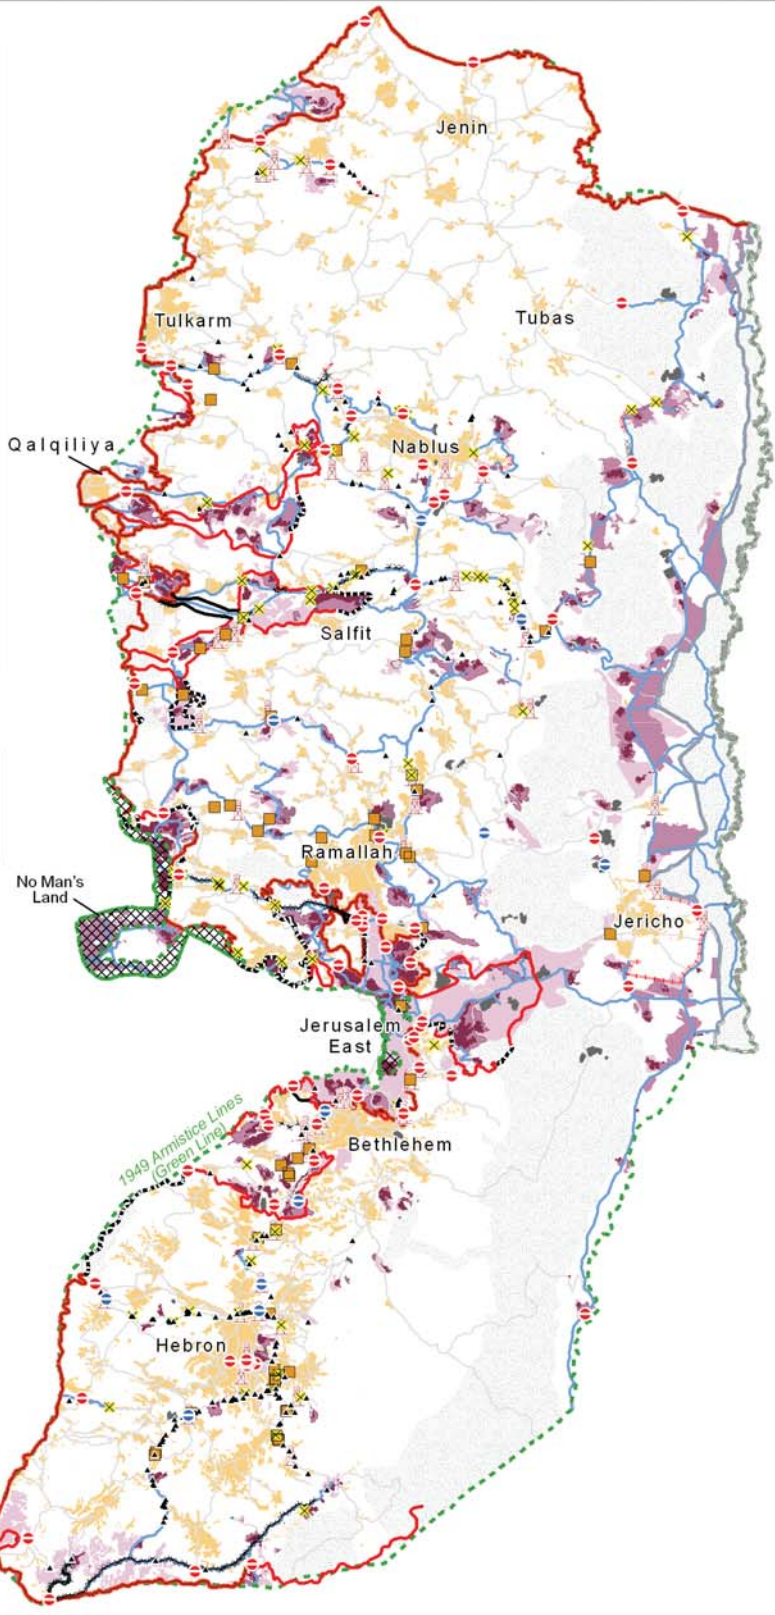 Jenin
Tulkarm
Tubas
Qalqiliya
Nablus
Salfit
Ramallah
No Man's
Land
Jericho
Jerusalem
East
1949 Armistice Lines
(Green Line)
Bethlehem
Hebron